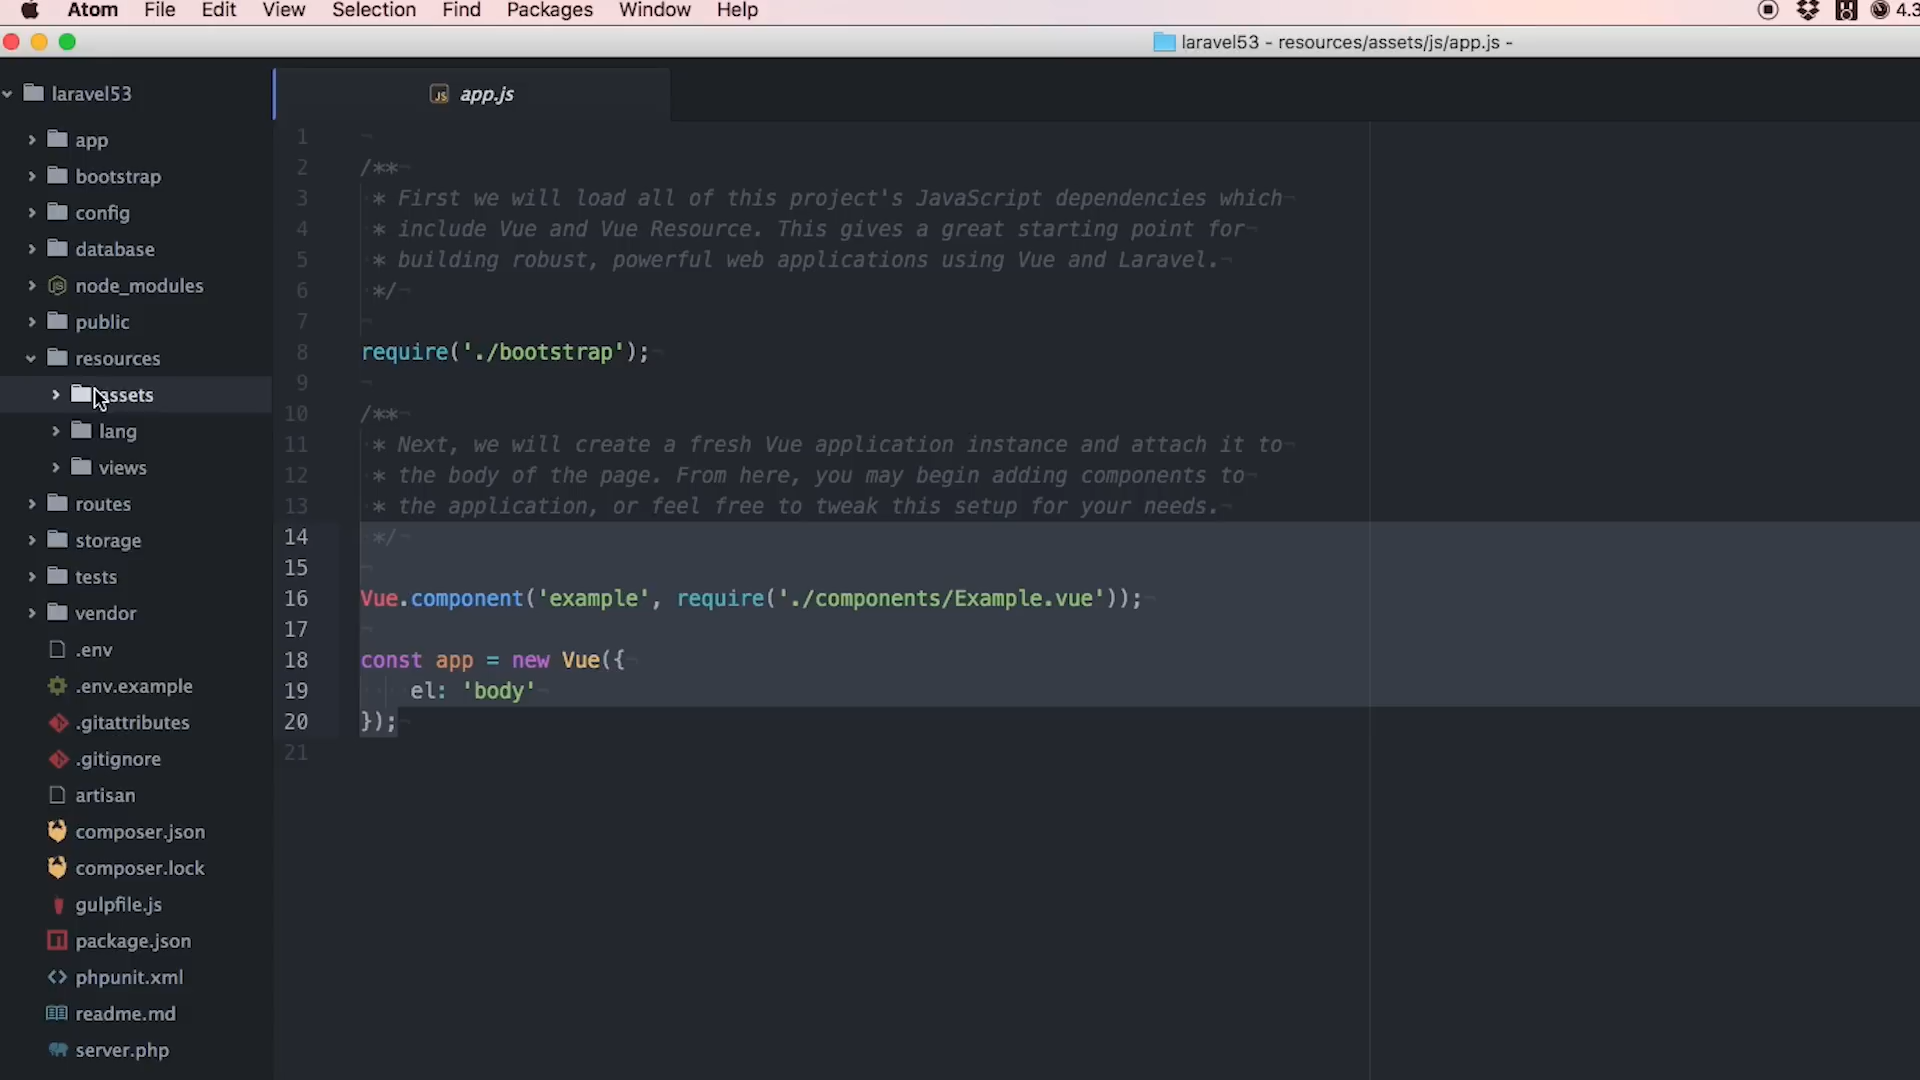 Atom File Edit View Selection Find Packages Window Help 4.3
laravel53 - resources/assets/js/app.js -
laravel53
app
bootstrap
config
database
node_modules
public
resources
assets
lang
views
routes
storage
tests
vendor
.env
.env.example
.gitattributes
.gitignore
artisan
composer.json
composer.lock
gulpfile.js
package.json
phpunit.xml
readme.md
server.php
JS app.js
1
2 /**
3 * First we will load all of this project's JavaScript dependencies which
4 * include Vue and Vue Resource. This gives a great starting point for
5 * building robust, powerful web applications using Vue and Laravel.
6 */
7
8 require('./bootstrap');
9
10 /**
11 * Next, we will create a fresh Vue application instance and attach it to
12 * the body of the page. From here, you may begin adding components to
13 * the application, or feel free to tweak this setup for your needs.
14 */
15
16 Vue.component('example', require('./components/Example.vue'));
17
18 const app = new Vue({
19 el: 'body'
20 });
21